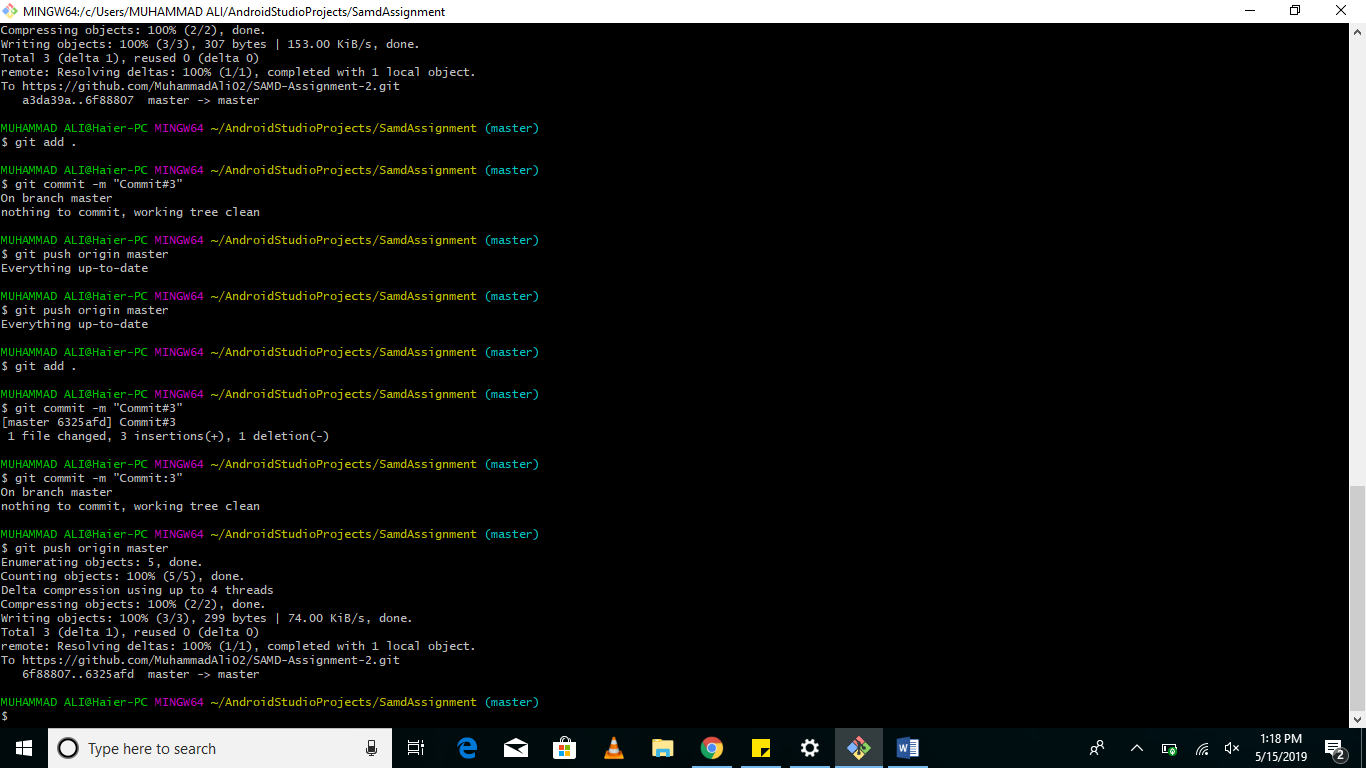 MINGW64:/c/Users/MUHAMMAD ALI/AndroidStudioProjects/SamdAssignment
Compressing objects: 100% (2/2), done.
Writing objects: 100% (3/3), 307 bytes | 153.00 KiB/s, done.
Total 3 (delta 1), reused 0 (delta 0)
remote: Resolving deltas: 100% (1/1), completed with 1 local object.
To https://github.com/MuhammadAli02/SAMD-Assignment-2.git
   a3da39a..6f88807  master -> master
MUHAMMAD ALI@Haier-PC MINGW64 ~/AndroidStudioProjects/SamdAssignment (master)
$ git add .
MUHAMMAD ALI@Haier-PC MINGW64 ~/AndroidStudioProjects/SamdAssignment (master)
$ git commit -m "Commit#3"
On branch master
nothing to commit, working tree clean
MUHAMMAD ALI@Haier-PC MINGW64 ~/AndroidStudioProjects/SamdAssignment (master)
$ git push origin master
Everything up-to-date
MUHAMMAD ALI@Haier-PC MINGW64 ~/AndroidStudioProjects/SamdAssignment (master)
$ git push origin master
Everything up-to-date
MUHAMMAD ALI@Haier-PC MINGW64 ~/AndroidStudioProjects/SamdAssignment (master)
$ git add .
MUHAMMAD ALI@Haier-PC MINGW64 ~/AndroidStudioProjects/SamdAssignment (master)
$ git commit -m "Commit#3"
[master 6325afd] Commit#3
 1 file changed, 3 insertions(+), 1 deletion(-)
MUHAMMAD ALI@Haier-PC MINGW64 ~/AndroidStudioProjects/SamdAssignment (master)
$ git commit -m "Commit:3"
On branch master
nothing to commit, working tree clean
MUHAMMAD ALI@Haier-PC MINGW64 ~/AndroidStudioProjects/SamdAssignment (master)
$ git push origin master
Enumerating objects: 5, done.
Counting objects: 100% (5/5), done.
Delta compression using up to 4 threads
Compressing objects: 100% (2/2), done.
Writing objects: 100% (3/3), 299 bytes | 74.00 KiB/s, done.
Total 3 (delta 1), reused 0 (delta 0)
remote: Resolving deltas: 100% (1/1), completed with 1 local object.
To https://github.com/MuhammadAli02/SAMD-Assignment-2.git
   6f88807..6325afd  master -> master
MUHAMMAD ALI@Haier-PC MINGW64 ~/AndroidStudioProjects/SamdAssignment (master)
$
Type here to search
1:18 PM
5/15/2019
2